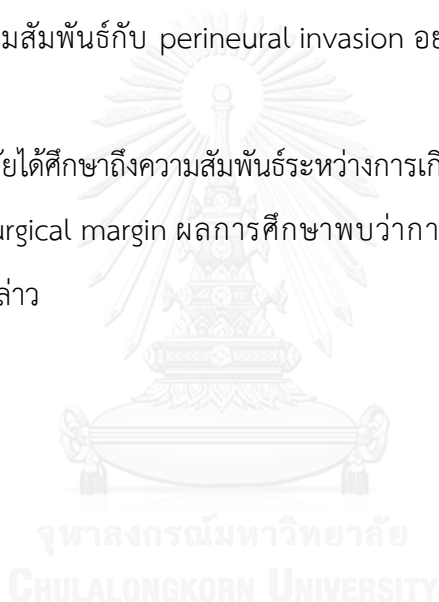 มสัมพันธ์กับ perineural invasion อย
ัยได้ศึกษาถึงความสัมพันธ์ระหว่างการเกิ
urgical margin ผลการศึกษาพบว่ากา
ล่าว
จุฬาลงกรณ์มหาวิทยาลัย
CHULALONGKORN UNIVERSITY